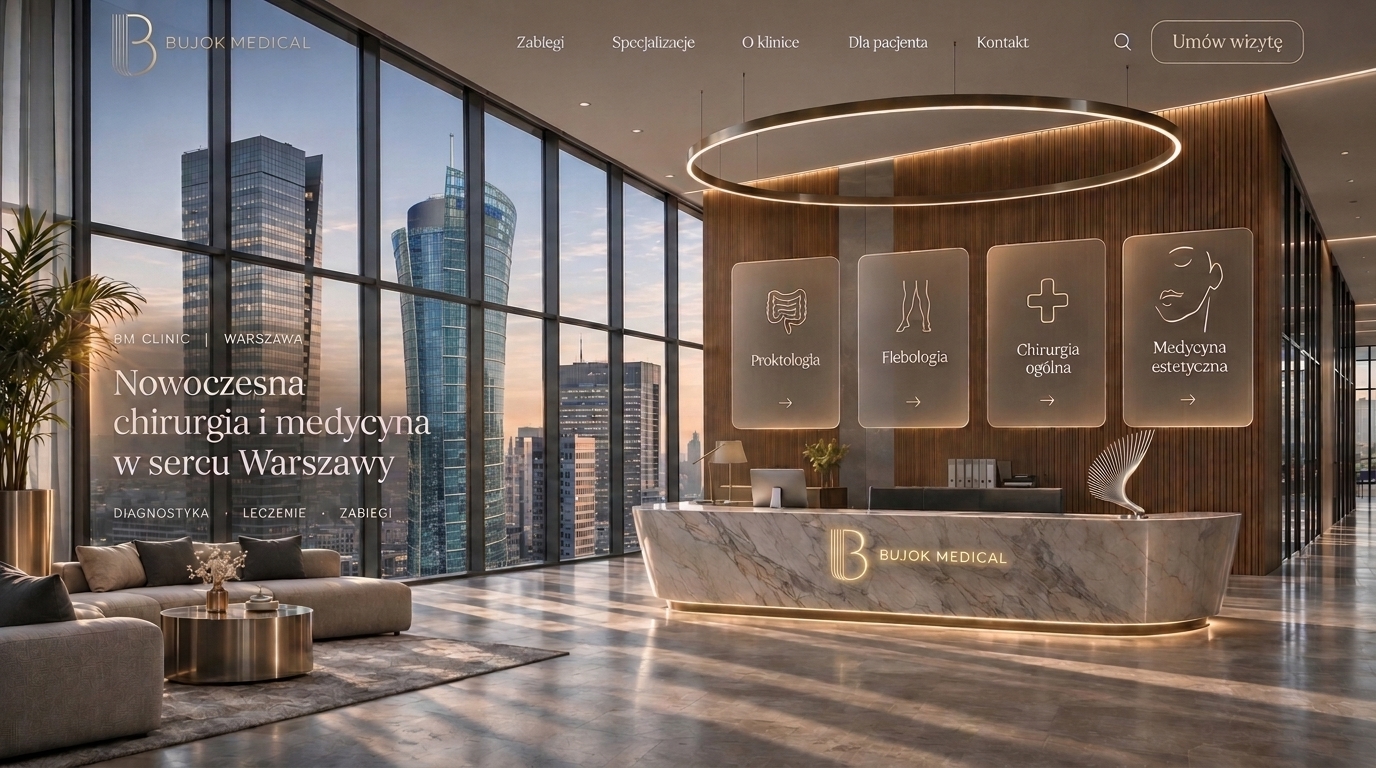 BUJOK MEDICAL
Zabiegi
Specjalizacje
O klinice
Dla pacjenta
Kontakt
Umów wizytę
BM CLINIC | WARSZAWA
Nowoczesna
chirurgia i medycyna
w sercu Warszawy
DIAGNOSTYKA · LECZENIE · ZABIEGI
Proktologia
Flebologia
Chirurgia
ogólna
Medycyna
estetyczna
BUJOK MEDICAL